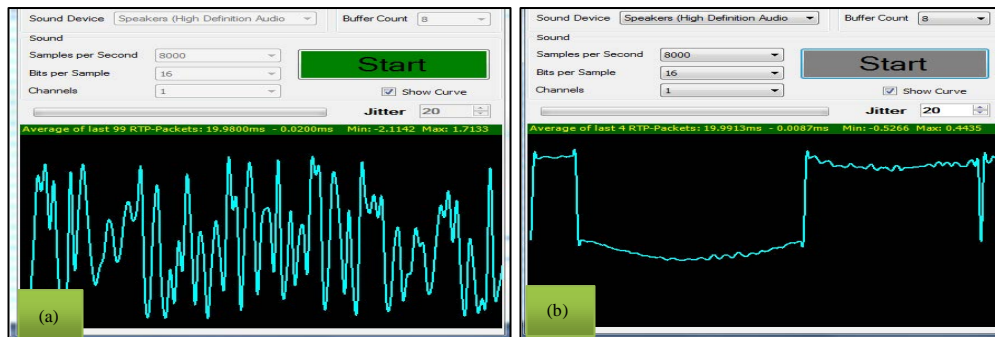 Sound Device Speakers (High Definition Audio Buffer Count 8
Sound
Samples per Second 8000
Bits per Sample 16
Channels 1
Start
Show Curve
Jitter 20
Average of last 99 RTP-Packets: 19.9800ms - 0.0200ms Min: -2.1142 Max: 1.7133
(a)
Sound Device Speakers (High Definition Audio Buffer Count 8
Sound
Samples per Second 8000
Bits per Sample 16
Channels 1
Start
Show Curve
Jitter 20
Average of last 4 RTP-Packets: 19.9913ms - 0.0087ms Min: -0.5266 Max: 0.4435
(b)